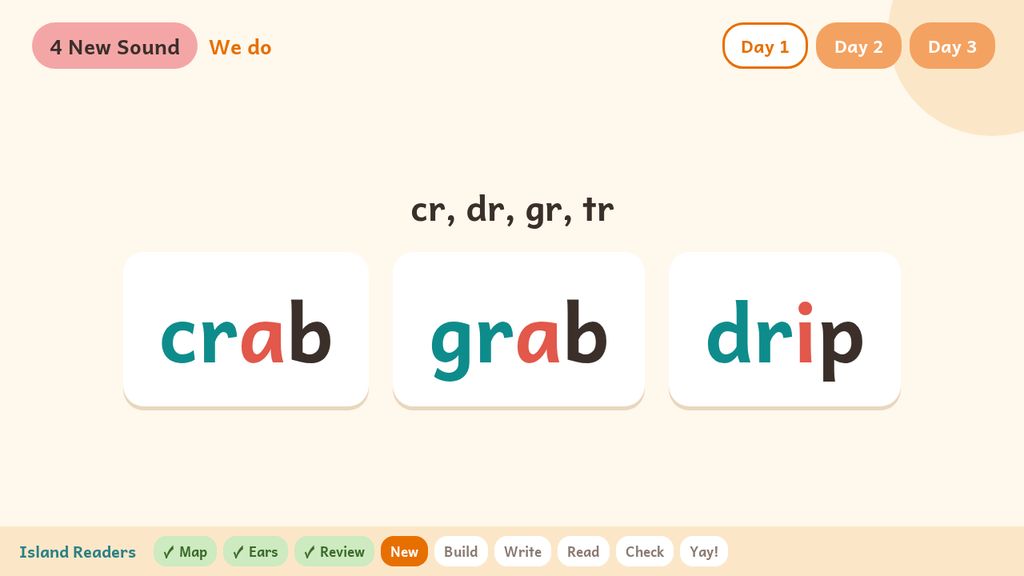 4 New Sound We do Day 1 Day 2 Day 3
cr, dr, gr, tr
crab grab drip
Island Readers ✓ Map ✓ Ears ✓ Review New Build Write Read Check Yay!